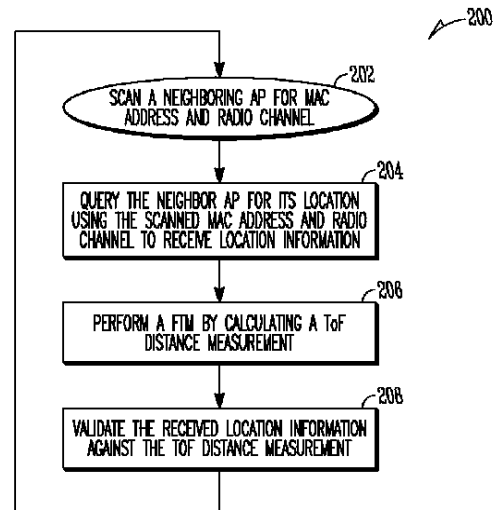 200
202
SCAN A NEIGHBORING AP FOR MAC
ADDRESS AND RADIO CHANNEL
204
QUERY THE NEIGHBOR AP FOR ITS LOCATION
USING THE SCANNED MAC ADDRESS AND RADIO
CHANNEL TO RECEIVE LOCATION INFORMATION
206
PERFORM A FTM BY CALCULATING A ToF
DISTANCE MEASUREMENT
208
VALIDATE THE RECEIVED LOCATION INFORMATION
AGAINST THE TOF DISTANCE MEASUREMENT